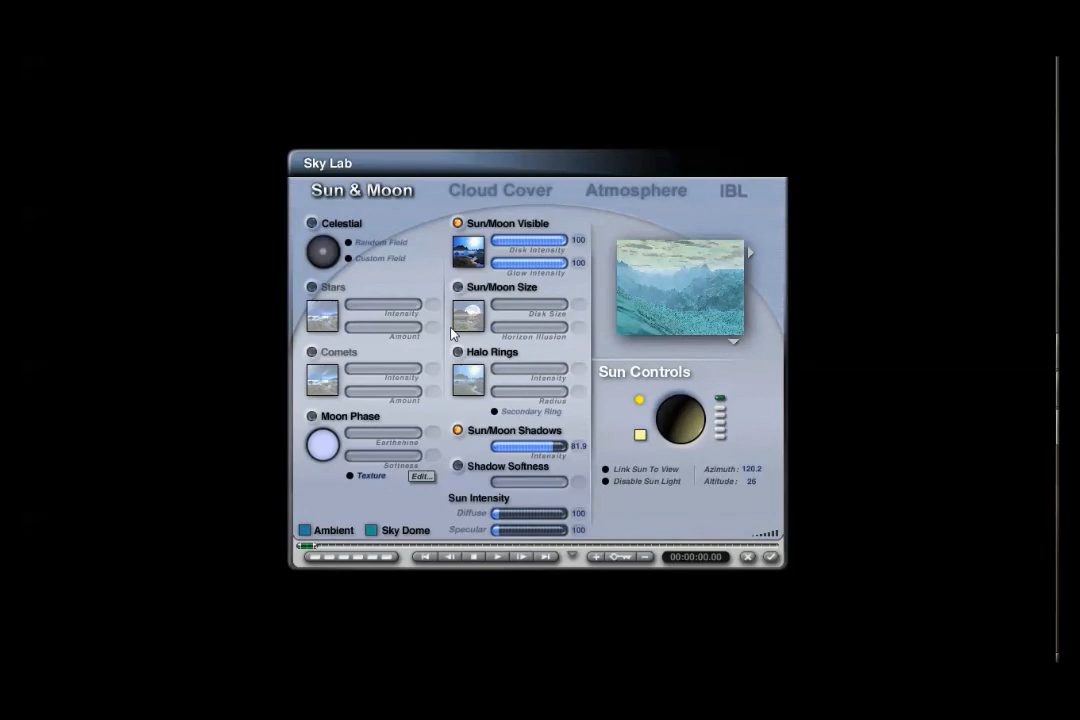 Sky Lab
Sun & Moon Cloud Cover Atmosphere IBL
Celestial
Random Field
Custom Field
Stars
Intensity
Amount
Comets
Intensity
Amount
Moon Phase
Earthshine
Softness
Texture Edit...
Ambient Sky Dome
Sun/Moon Visible
100
Disk Intensity
100
Glow Intensity
Sun/Moon Size
Disk Size
Horizon Illusion
Halo Rings
Intensity
Radius
Secondary Ring
Sun/Moon Shadows
81.9
Intensity
Shadow Softness
Sun Intensity
Diffuse 100
Specular 100
Sun Controls
Link Sun To View Azimuth: 120.2
Disable Sun Light Altitude: 25
00:00:00.00